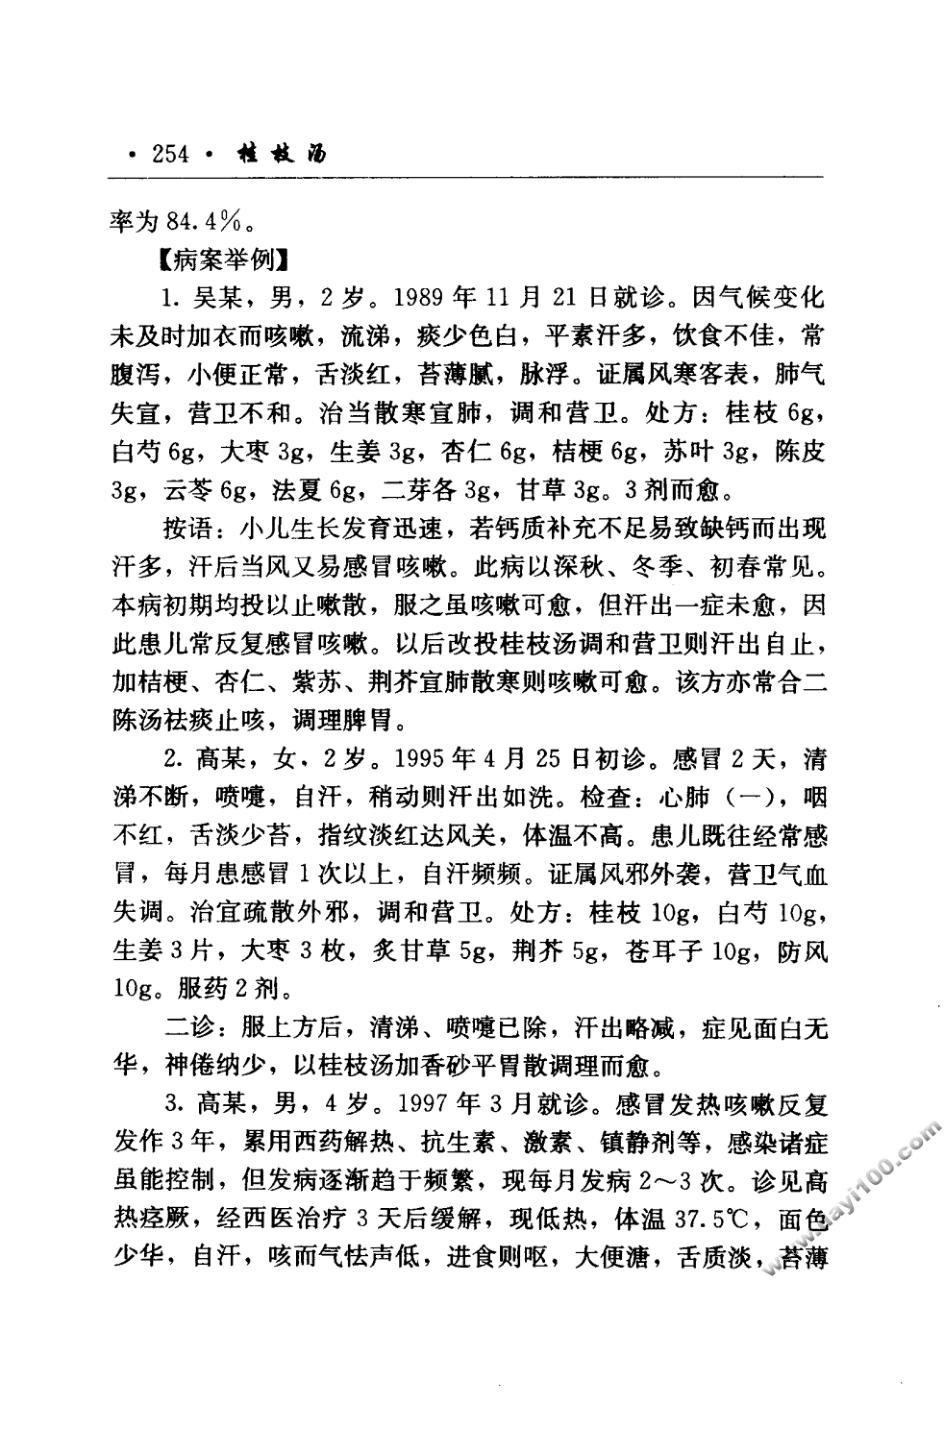 · 254 · 桂枝汤
率为 84.4%。
【病案举例】
1. 吴某，男，2 岁。1989 年 11 月 21 日就诊。因气候变化
未及时加衣而咳嗽，流涕，痰少色白，平素汗多，饮食不佳，常
腹泻，小便正常，舌淡红，苔薄腻，脉浮。证属风寒客表，肺气
失宣，营卫不和。治当散寒宣肺，调和营卫。处方：桂枝 6g，
白芍 6g，大枣 3g，生姜 3g，杏仁 6g，桔梗 6g，苏叶 3g，陈皮
3g，云苓 6g，法夏 6g，二芽各 3g，甘草 3g。3 剂而愈。
按语：小儿生长发育迅速，若钙质补充不足易致缺钙而出现
汗多，汗后当风又易感冒咳嗽。此病以深秋、冬季、初春常见。
本病初期均投以止嗽散，服之虽咳嗽可愈，但汗出一症未愈，因
此患儿常反复感冒咳嗽。以后改投桂枝汤调和营卫则汗出自止，
加桔梗、杏仁、紫苏、荆芥宣肺散寒则咳嗽可愈。该方亦常合二
陈汤祛痰止咳，调理脾胃。
2. 高某，女，2 岁。1995 年 4 月 25 日初诊。感冒 2 天，清
涕不断，喷嚏，自汗，稍动则汗出如洗。检查：心肺（一），咽
不红，舌淡少苔，指纹淡红达风关，体温不高。患儿既往经常感
冒，每月患感冒 1 次以上，自汗频频。证属风邪外袭，营卫气血
失调。治宜疏散外邪，调和营卫。处方：桂枝 10g，白芍 10g，
生姜 3 片，大枣 3 枚，炙甘草 5g，荆芥 5g，苍耳子 10g，防风
10g。服药 2 剂。
二诊：服上方后，清涕、喷嚏已除，汗出略减，症见面白无
华，神倦纳少，以桂枝汤加香砂平胃散调理而愈。
3. 高某，男，4 岁。1997 年 3 月就诊。感冒发热咳嗽反复
发作 3 年，累用西药解热、抗生素、激素、镇静剂等，感染诸症
虽能控制，但发病逐渐趋于频繁，现每月发病 2～3 次。诊见高
热痉厥，经西医治疗 3 天后缓解，现低热，体温 37.5℃，面色
少华，自汗，咳而气怯声低，进食则呕，大便溏，舌质淡，苔薄
www.dayi100.com